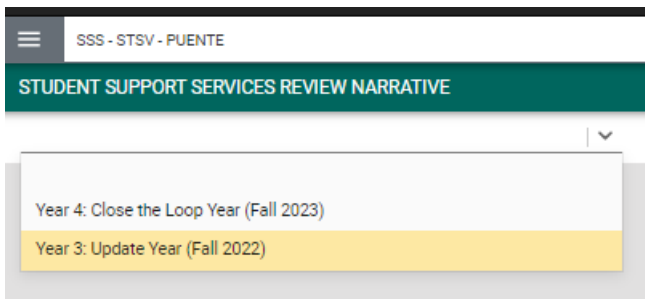 SSS - STSV - PUENTE
STUDENT SUPPORT SERVICES REVIEW NARRATIVE
Year 4: Close the Loop Year (Fall 2023)
Year 3: Update Year (Fall 2022)